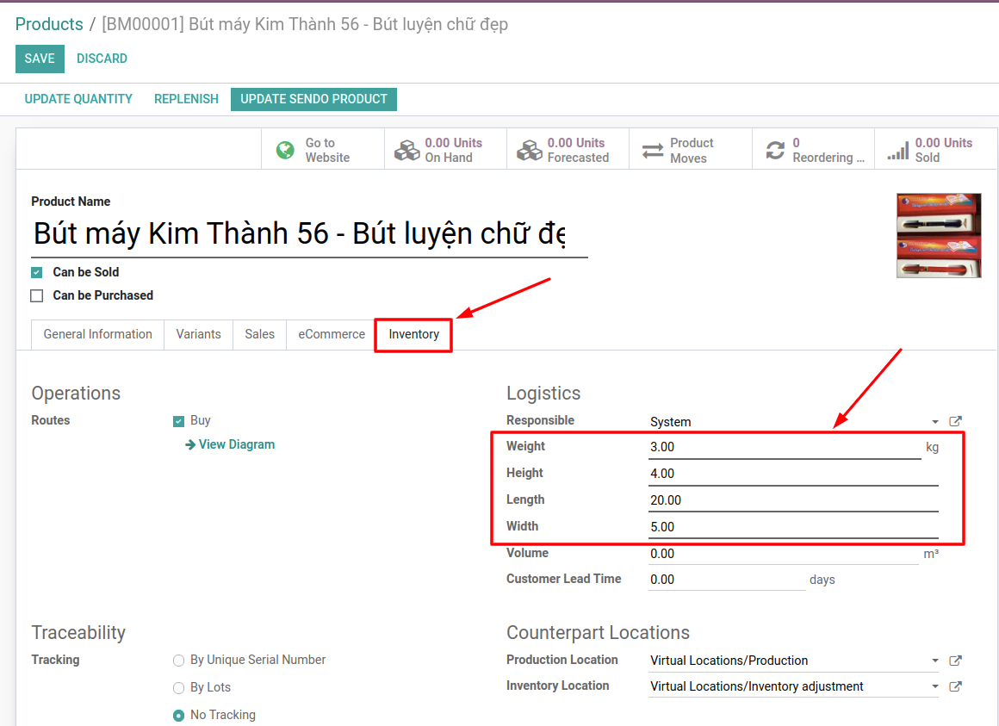 Products / [BM00001] Bút máy Kim Thành 56 - Bút luyện chữ đẹp
SAVE DISCARD
UPDATE QUANTITY REPLENISH UPDATE SENDO PRODUCT
Go to
Website
0.00 Units
On Hand
0.00 Units
Forecasted
Product
Moves
0
Reordering ...
0.00 Units
Sold
Product Name
Bút máy Kim Thành 56 - Bút luyện chữ đẹ
Can be Sold
Can be Purchased
General Information Variants Sales eCommerce Inventory
Operations
Routes Buy
View Diagram
Logistics
Responsible System
Weight 3.00 kg
Height 4.00
Length 20.00
Width 5.00
Volume 0.00 m³
Customer Lead Time 0.00 days
Traceability
Tracking By Unique Serial Number
By Lots
No Tracking
Counterpart Locations
Production Location Virtual Locations/Production
Inventory Location Virtual Locations/Inventory adjustment